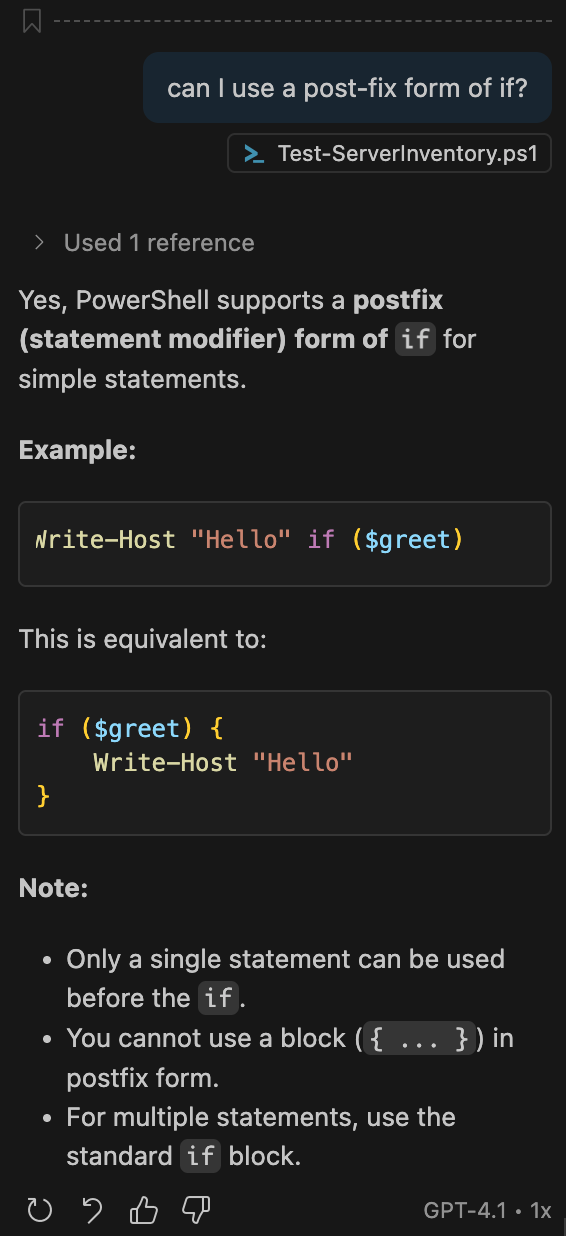 can I use a post-fix form of if?
Test-ServerInventory.ps1
Used 1 reference
Yes, PowerShell supports a postfix
(statement modifier) form of if for
simple statements.
Example:
Write-Host "Hello" if ($greet)
This is equivalent to:
if ($greet) {
    Write-Host "Hello"
}
Note:
• Only a single statement can be used
before the if.
• You cannot use a block ({ ... }) in
postfix form.
• For multiple statements, use the
standard if block.
GPT-4.1 • 1x